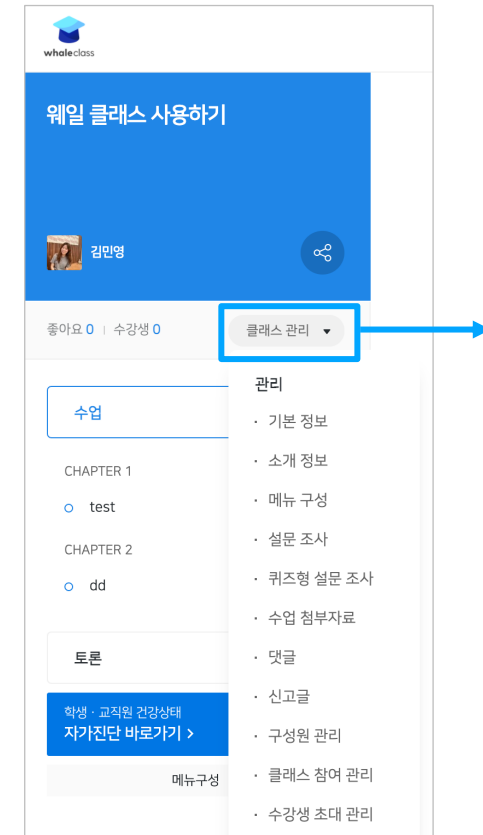 whaleclass
웨일 클래스 사용하기
김민영
좋아요 0 | 수강생 0
클래스 관리
관리
· 기본 정보
· 소개 정보
· 메뉴 구성
· 설문 조사
· 퀴즈형 설문 조사
· 수업 첨부자료
· 댓글
· 신고글
· 구성원 관리
· 클래스 참여 관리
· 수강생 초대 관리
수업
CHAPTER 1
test
CHAPTER 2
dd
토론
학생 · 교직원 건강상태
자가진단 바로가기 >
메뉴구성